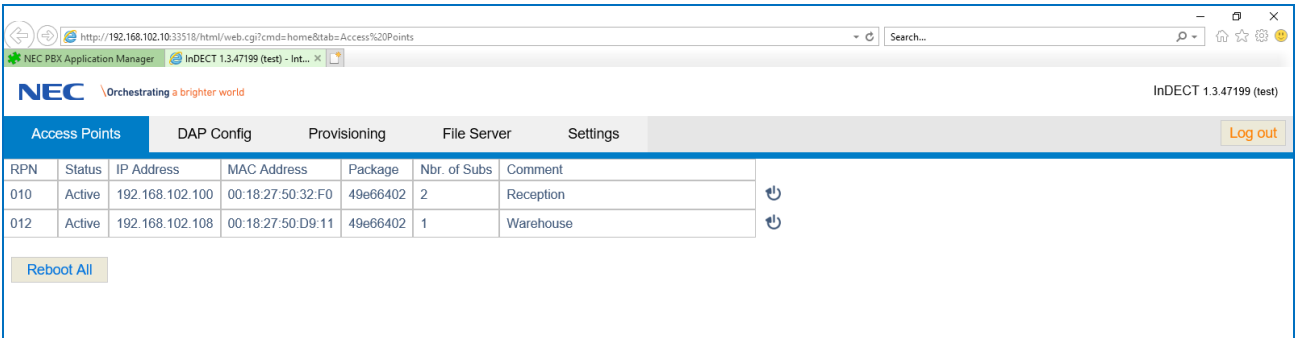 http://192.168.102.10:33518/html/web.cgi?cmd=home&tab=Access%20Points Search...
NEC PBX Application Manager InDECT 1.3.47199 (test) - Int...
NEC \Orchestrating a brighter world InDECT 1.3.47199 (test)
Access Points DAP Config Provisioning File Server Settings Log out
RPN Status IP Address MAC Address Package Nbr. of Subs Comment
010 Active 192.168.102.100 00:18:27:50:32:F0 49e66402 2 Reception
012 Active 192.168.102.108 00:18:27:50:D9:11 49e66402 1 Warehouse
Reboot All